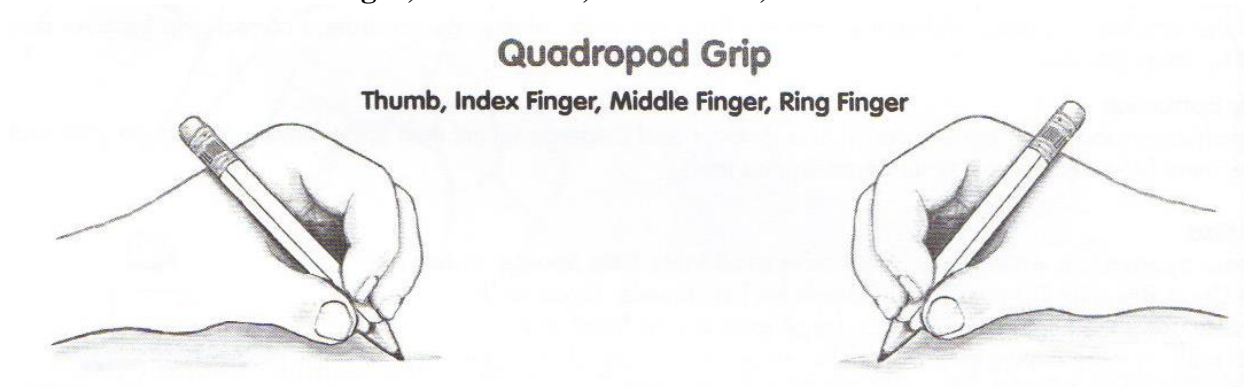 Quadropod Grip
Thumb, Index Finger, Middle Finger, Ring Finger